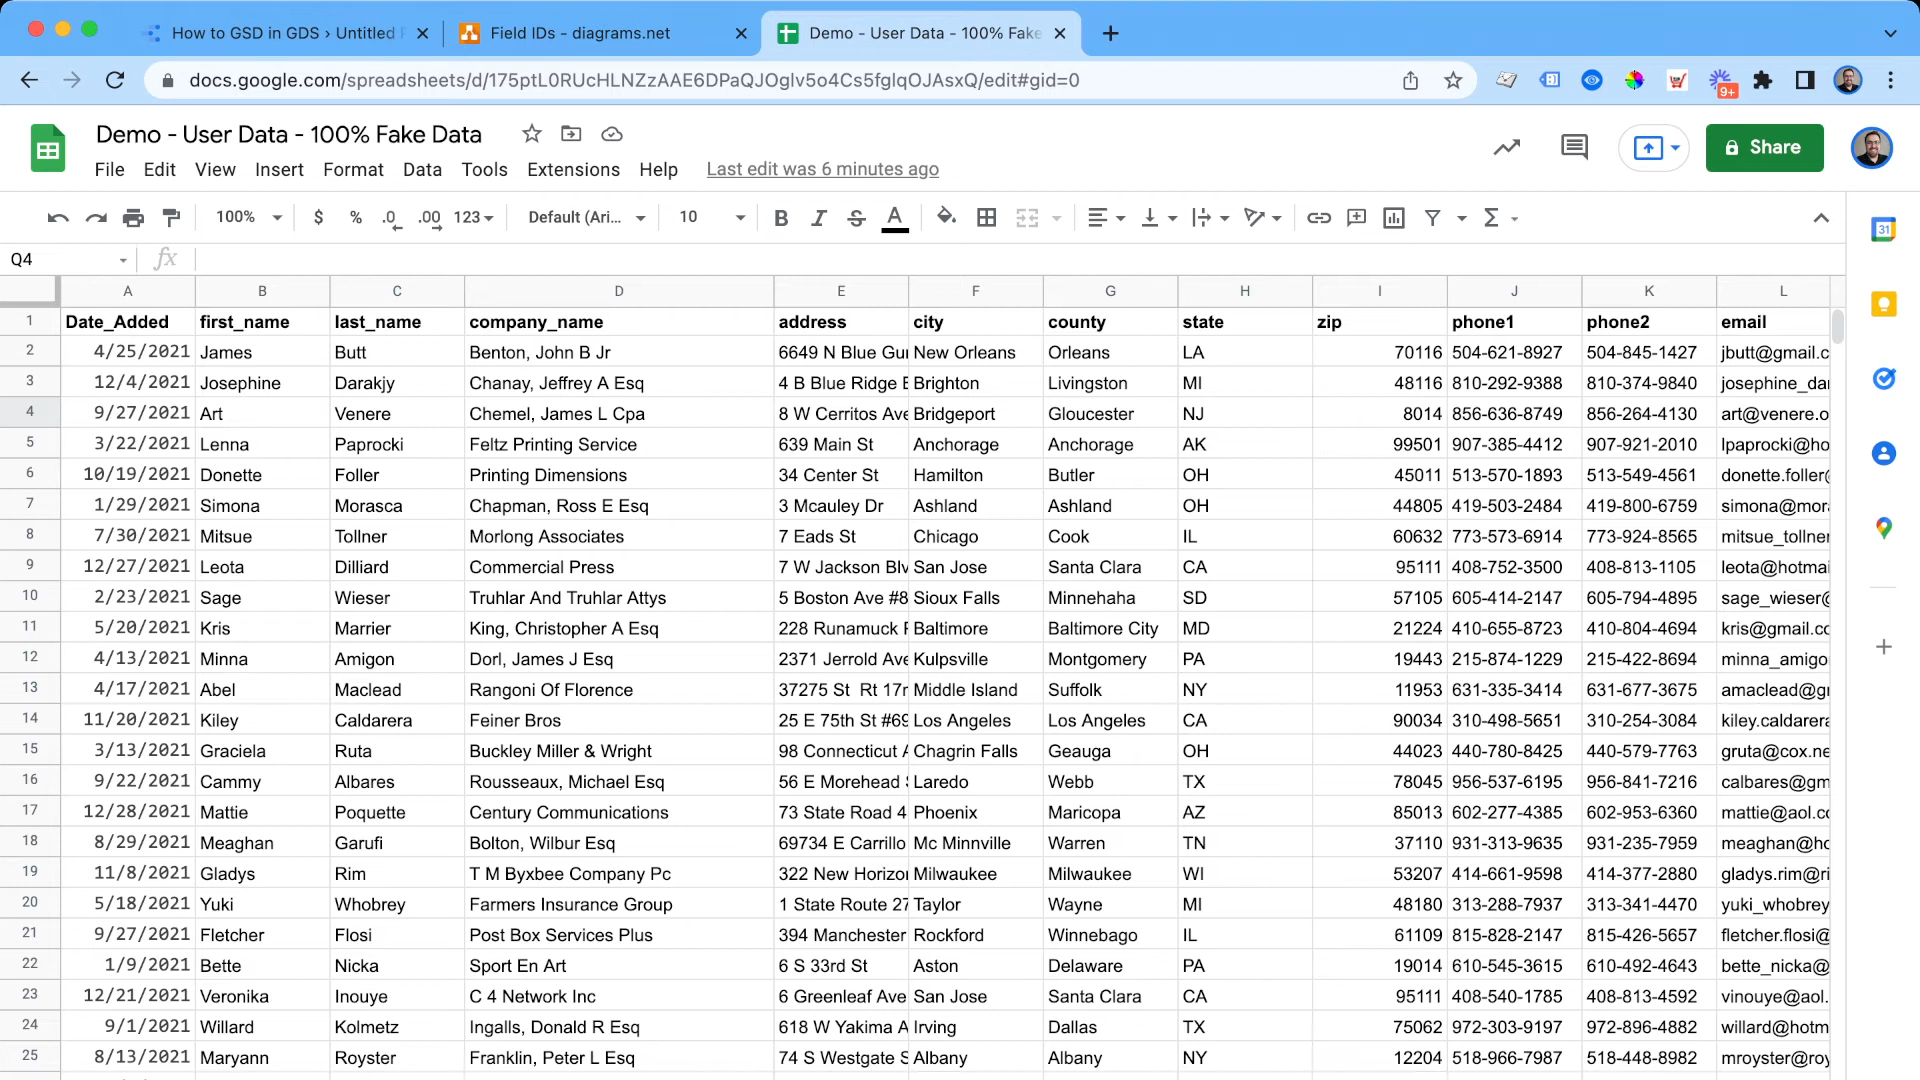 How to GSD in GDS › Untitled P
Field IDs - diagrams.net
Demo - User Data - 100% Fake
docs.google.com/spreadsheets/d/175ptL0RUcHLNZzAAE6DPaQJOglv5o4Cs5fglqOJAsxQ/edit#gid=0
9+
Demo - User Data - 100% Fake Data
File Edit View Insert Format Data Tools Extensions Help Last edit was 6 minutes ago
Share
100% $ % .0 .00 123 Default (Ari... 10 B I S A Σ
31
Q4 fx
A B C D E F G H I J K L
1 Date_Added first_name last_name company_name address city county state zip phone1 phone2 email
2 4/25/2021 James Butt Benton, John B Jr 6649 N Blue Gu New Orleans Orleans LA 70116 504-621-8927 504-845-1427 jbutt@gmail.c
3 12/4/2021 Josephine Darakjy Chanay, Jeffrey A Esq 4 B Blue Ridge B Brighton Livingston MI 48116 810-292-9388 810-374-9840 josephine_dar
4 9/27/2021 Art Venere Chemel, James L Cpa 8 W Cerritos Ave Bridgeport Gloucester NJ 8014 856-636-8749 856-264-4130 art@venere.o
5 3/22/2021 Lenna Paprocki Feltz Printing Service 639 Main St Anchorage Anchorage AK 99501 907-385-4412 907-921-2010 lpaprocki@ho
6 10/19/2021 Donette Foller Printing Dimensions 34 Center St Hamilton Butler OH 45011 513-570-1893 513-549-4561 donette.foller@
7 1/29/2021 Simona Morasca Chapman, Ross E Esq 3 Mcauley Dr Ashland Ashland OH 44805 419-503-2484 419-800-6759 simona@mora
8 7/30/2021 Mitsue Tollner Morlong Associates 7 Eads St Chicago Cook IL 60632 773-573-6914 773-924-8565 mitsue_tollner
9 12/27/2021 Leota Dilliard Commercial Press 7 W Jackson Blv San Jose Santa Clara CA 95111 408-752-3500 408-813-1105 leota@hotmai
10 2/23/2021 Sage Wieser Truhlar And Truhlar Attys 5 Boston Ave #8 Sioux Falls Minnehaha SD 57105 605-414-2147 605-794-4895 sage_wieser@
11 5/20/2021 Kris Marrier King, Christopher A Esq 228 Runamuck P Baltimore Baltimore City MD 21224 410-655-8723 410-804-4694 kris@gmail.co
12 4/13/2021 Minna Amigon Dorl, James J Esq 2371 Jerrold Ave Kulpsville Montgomery PA 19443 215-874-1229 215-422-8694 minna_amigo
13 4/17/2021 Abel Maclead Rangoni Of Florence 37275 St Rt 17r Middle Island Suffolk NY 11953 631-335-3414 631-677-3675 amaclead@gm
14 11/20/2021 Kiley Caldarera Feiner Bros 25 E 75th St #69 Los Angeles Los Angeles CA 90034 310-498-5651 310-254-3084 kiley.caldarera
15 3/13/2021 Graciela Ruta Buckley Miller & Wright 98 Connecticut A Chagrin Falls Geauga OH 44023 440-780-8425 440-579-7763 gruta@cox.ne
16 9/22/2021 Cammy Albares Rousseaux, Michael Esq 56 E Morehead S Laredo Webb TX 78045 956-537-6195 956-841-7216 calbares@gm
17 12/28/2021 Mattie Poquette Century Communications 73 State Road 4 Phoenix Maricopa AZ 85013 602-277-4385 602-953-6360 mattie@aol.co
18 8/29/2021 Meaghan Garufi Bolton, Wilbur Esq 69734 E Carrillo Mc Minnville Warren TN 37110 931-313-9635 931-235-7959 meaghan@ho
19 11/8/2021 Gladys Rim T M Byxbee Company Pc 322 New Horizo Milwaukee Milwaukee WI 53207 414-661-9598 414-377-2880 gladys.rim@ri
20 5/18/2021 Yuki Whobrey Farmers Insurance Group 1 State Route 27 Taylor Wayne MI 48180 313-288-7937 313-341-4470 yuki_whobrey
21 9/27/2021 Fletcher Flosi Post Box Services Plus 394 Manchester Rockford Winnebago IL 61109 815-828-2147 815-426-5657 fletcher.flosi@
22 1/9/2021 Bette Nicka Sport En Art 6 S 33rd St Aston Delaware PA 19014 610-545-3615 610-492-4643 bette_nicka@
23 12/21/2021 Veronika Inouye C 4 Network Inc 6 Greenleaf Ave San Jose Santa Clara CA 95111 408-540-1785 408-813-4592 vinouye@aol.
24 9/1/2021 Willard Kolmetz Ingalls, Donald R Esq 618 W Yakima A Irving Dallas TX 75062 972-303-9197 972-896-4882 willard@hotm
25 8/13/2021 Maryann Royster Franklin, Peter L Esq 74 S Westgate S Albany Albany NY 12204 518-966-7987 518-448-8982 mroyster@roy